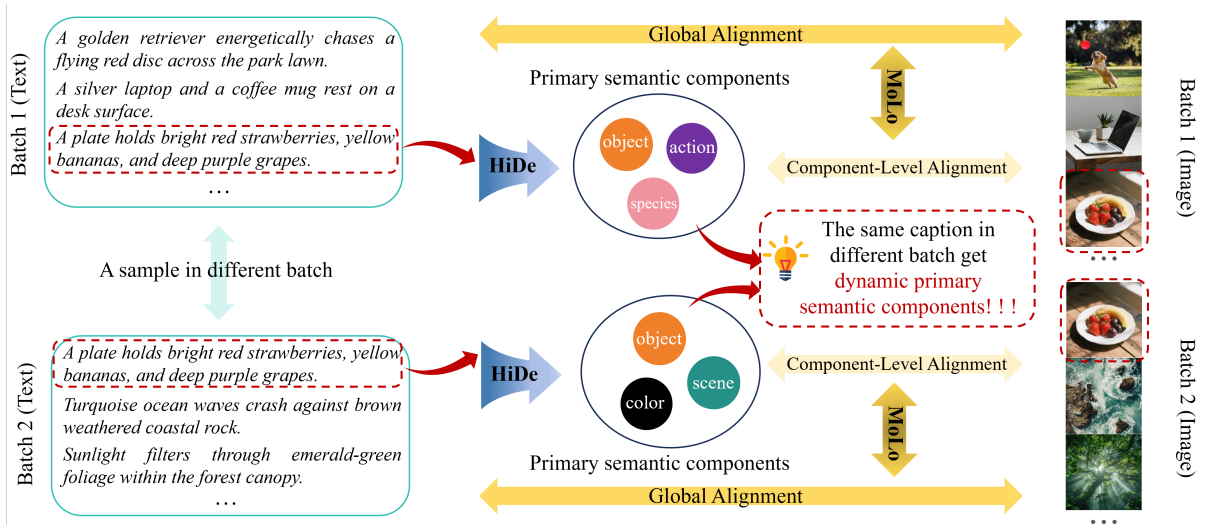 Batch 1 (Text)
A golden retriever energetically chases a
flying red disc across the park lawn.
A silver laptop and a coffee mug rest on a
desk surface.
A plate holds bright red strawberries, yellow
bananas, and deep purple grapes.
...
A sample in different batch
Batch 2 (Text)
A plate holds bright red strawberries, yellow
bananas, and deep purple grapes.
Turquoise ocean waves crash against brown
weathered coastal rock.
Sunlight filters through emerald-green
foliage within the forest canopy.
...
Global Alignment
Primary semantic components
MoLo
HiDe
object
action
species
Component-Level Alignment
The same caption in
different batch get
dynamic primary
semantic components! ! !
HiDe
object
scene
color
Component-Level Alignment
MoLo
Primary semantic components
Global Alignment
Batch 1 (Image)
...
Batch 2 (Image)
...